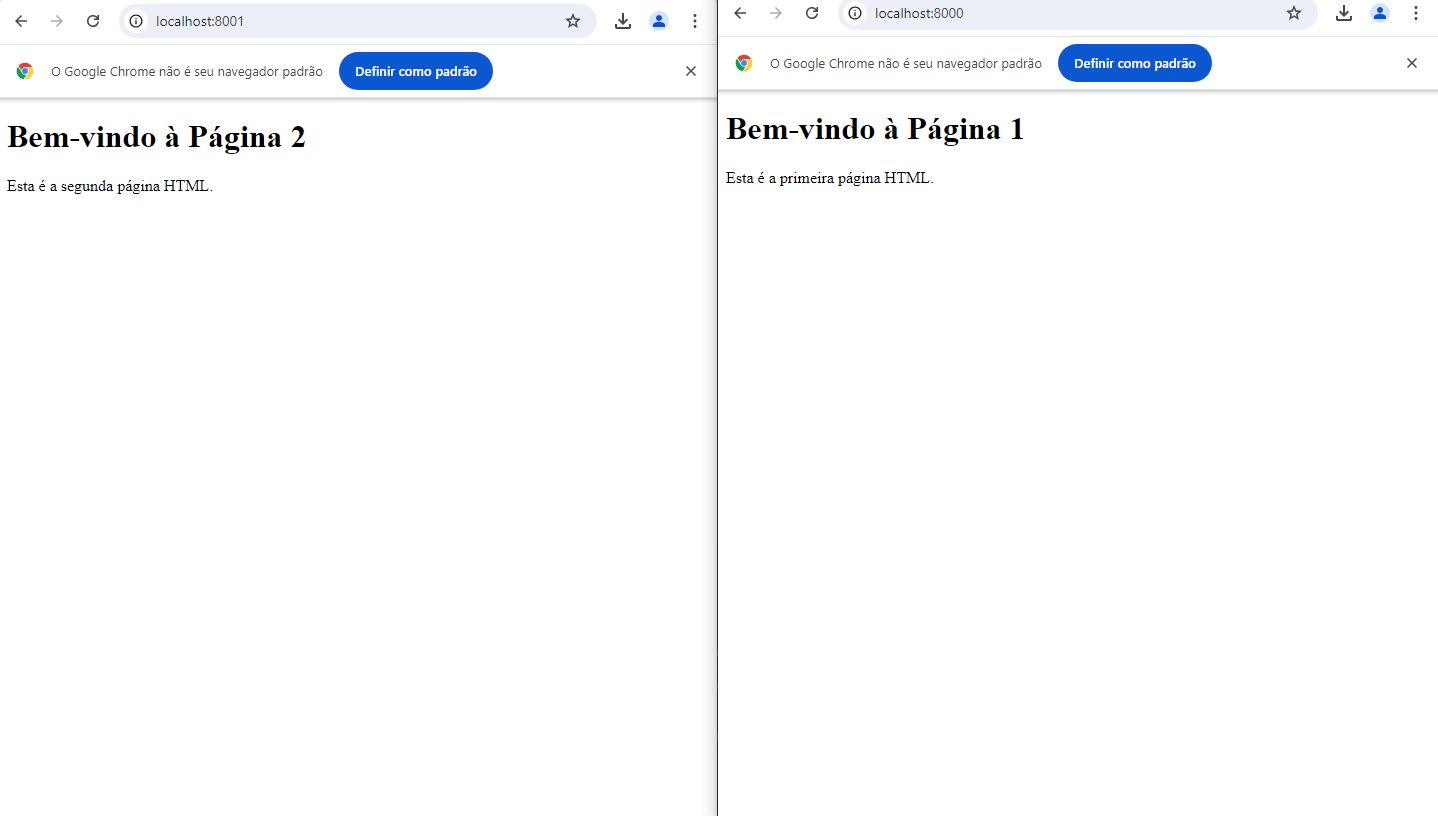 localhost:8001
O Google Chrome não é seu navegador padrão
Definir como padrão
Bem-vindo à Página 2
Esta é a segunda página HTML.
localhost:8000
O Google Chrome não é seu navegador padrão
Definir como padrão
Bem-vindo à Página 1
Esta é a primeira página HTML.